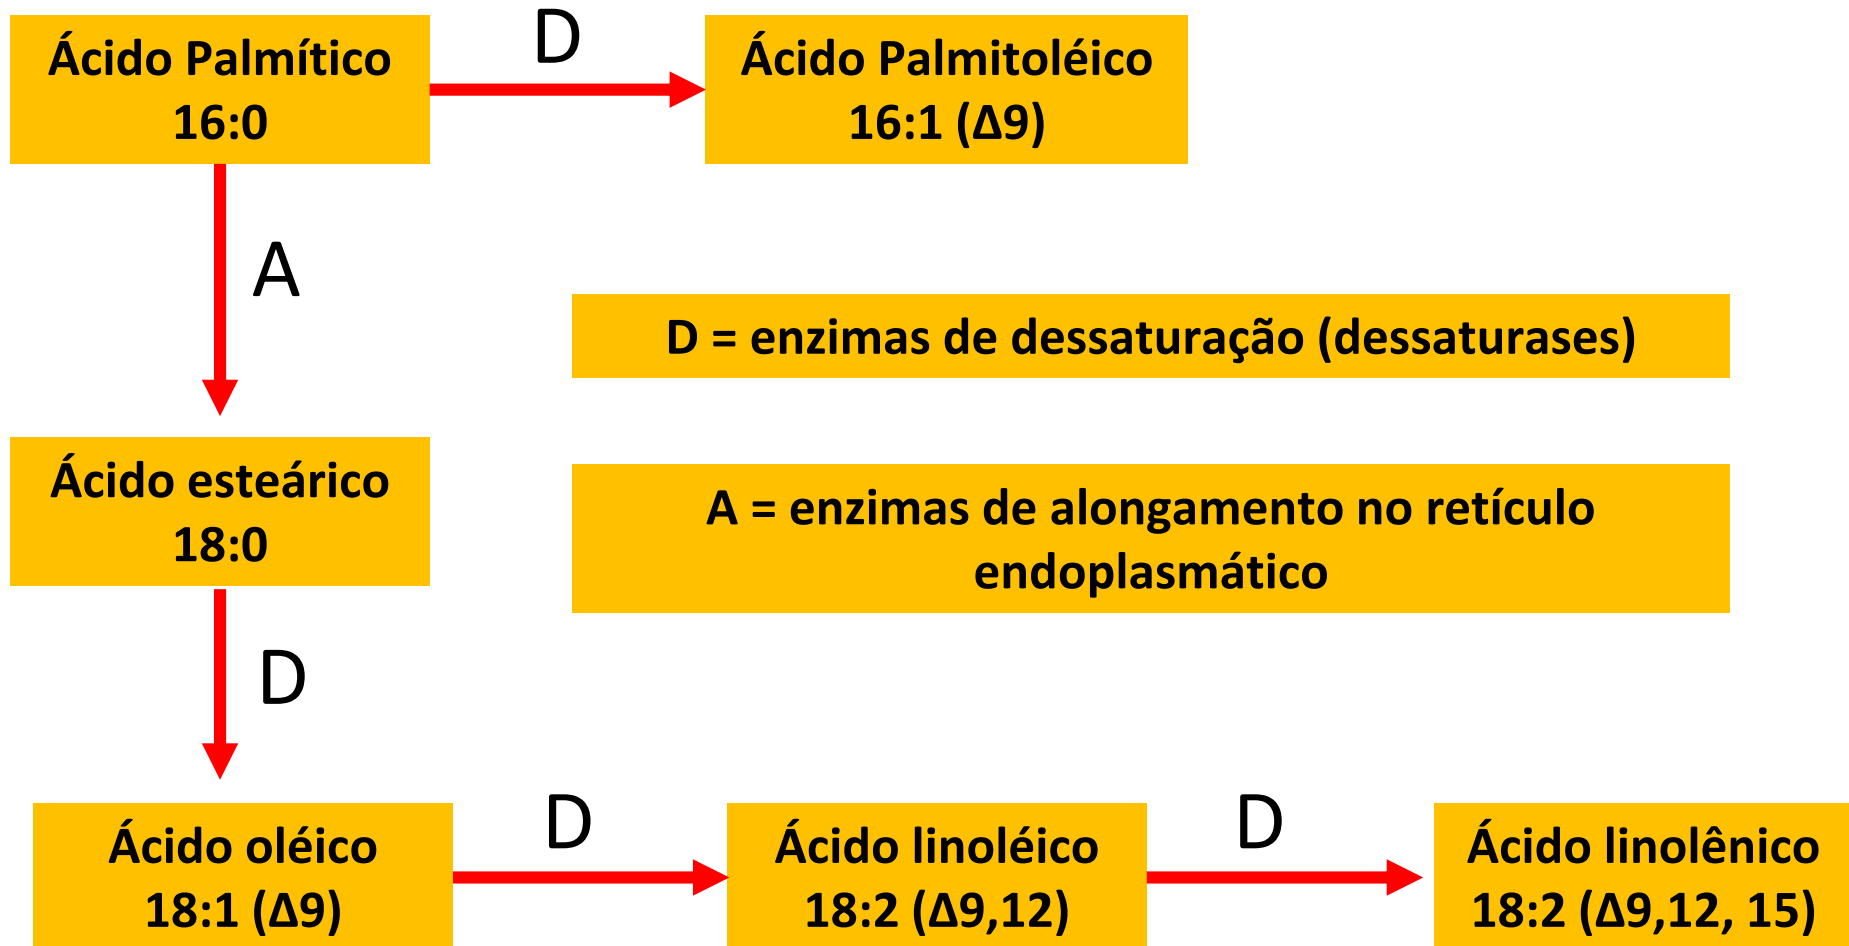 Ácido Palmítico
16:0
D
Ácido Palmitoléico
16:1 (Δ9)
A
D = enzimas de dessaturação (dessaturases)
Ácido esteárico
18:0
A = enzimas de alongamento no retículo
endoplasmático
D
Ácido oléico
18:1 (Δ9)
D
Ácido linoléico
18:2 (Δ9,12)
D
Ácido linolênico
18:2 (Δ9,12, 15)